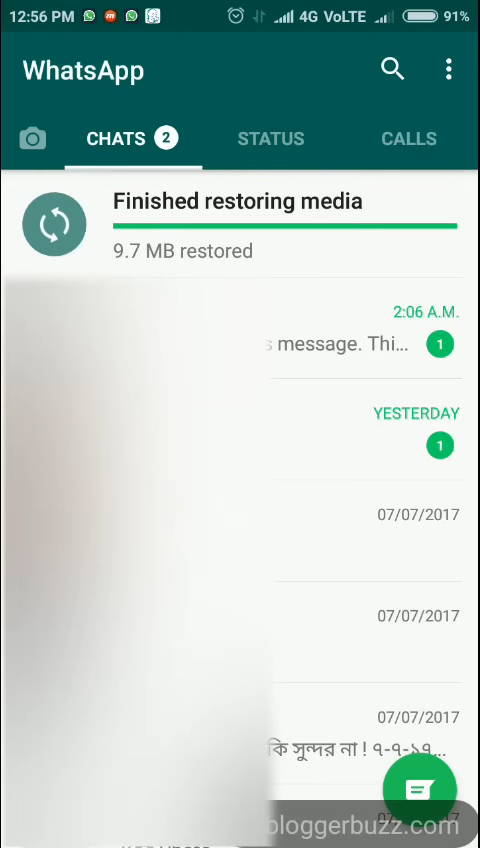 12:56 PM 4G VoLTE 91%
WhatsApp
CHATS 2 STATUS CALLS
Finished restoring media
9.7 MB restored
2:06 A.M.
s message. Thi... 1
YESTERDAY
1
07/07/2017
07/07/2017
07/07/2017
কি সুন্দর না ! ৭-৭-১৭...
bloggerbuzz.com